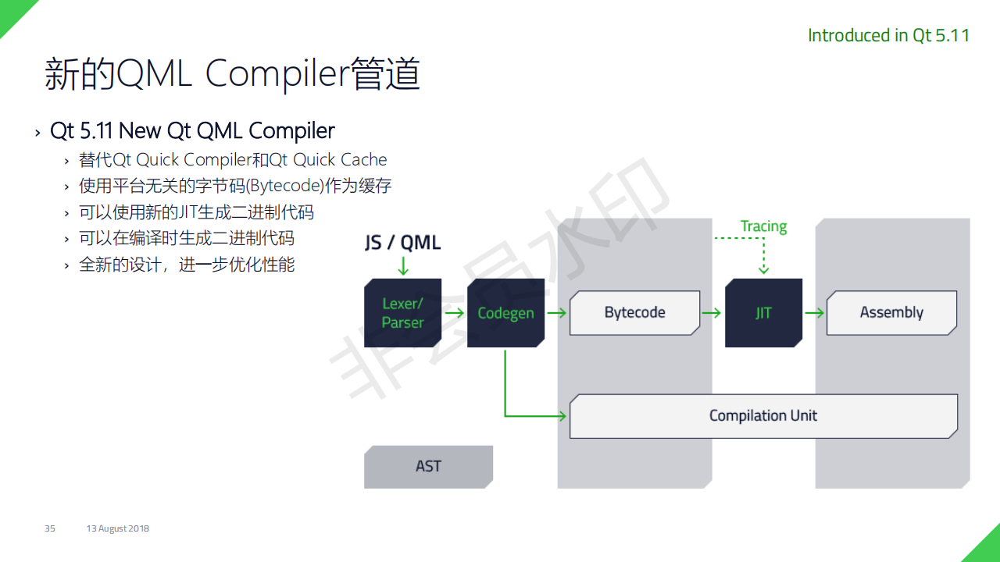 Introduced in Qt 5.11
新的QML Compiler管道
› Qt 5.11 New Qt QML Compiler
› 替代Qt Quick Compiler和Qt Quick Cache
› 使用平台无关的字节码(Bytecode)作为缓存
› 可以使用新的JIT生成二进制代码
› 可以在编译时生成二进制代码
› 全新的设计，进一步优化性能
JS / QML
Tracing
Lexer/
Parser
Codegen
Bytecode
JIT
Assembly
Compilation Unit
AST
非会员水印
35
13 August 2018